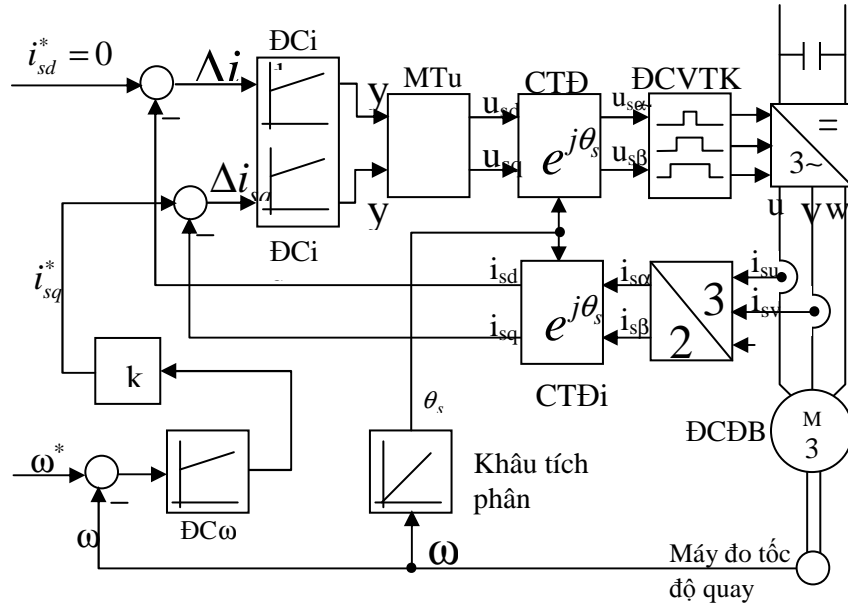 i*sd = 0
Δi
ĐCi
y
MTu
usd
CTĐ
e^jθs
usα
ĐCVTK
=
3~
y
usq
usβ
Δisq
ĐCi
u v w
i*sq
isd
isα
isu
isq
e^jθs
isβ
3
2
isv
CTĐi
k
θs
ĐCĐB
M
3
ω*
Khâu tích
phân
ĐCω
ω
ω
Máy đo tốc
độ quay